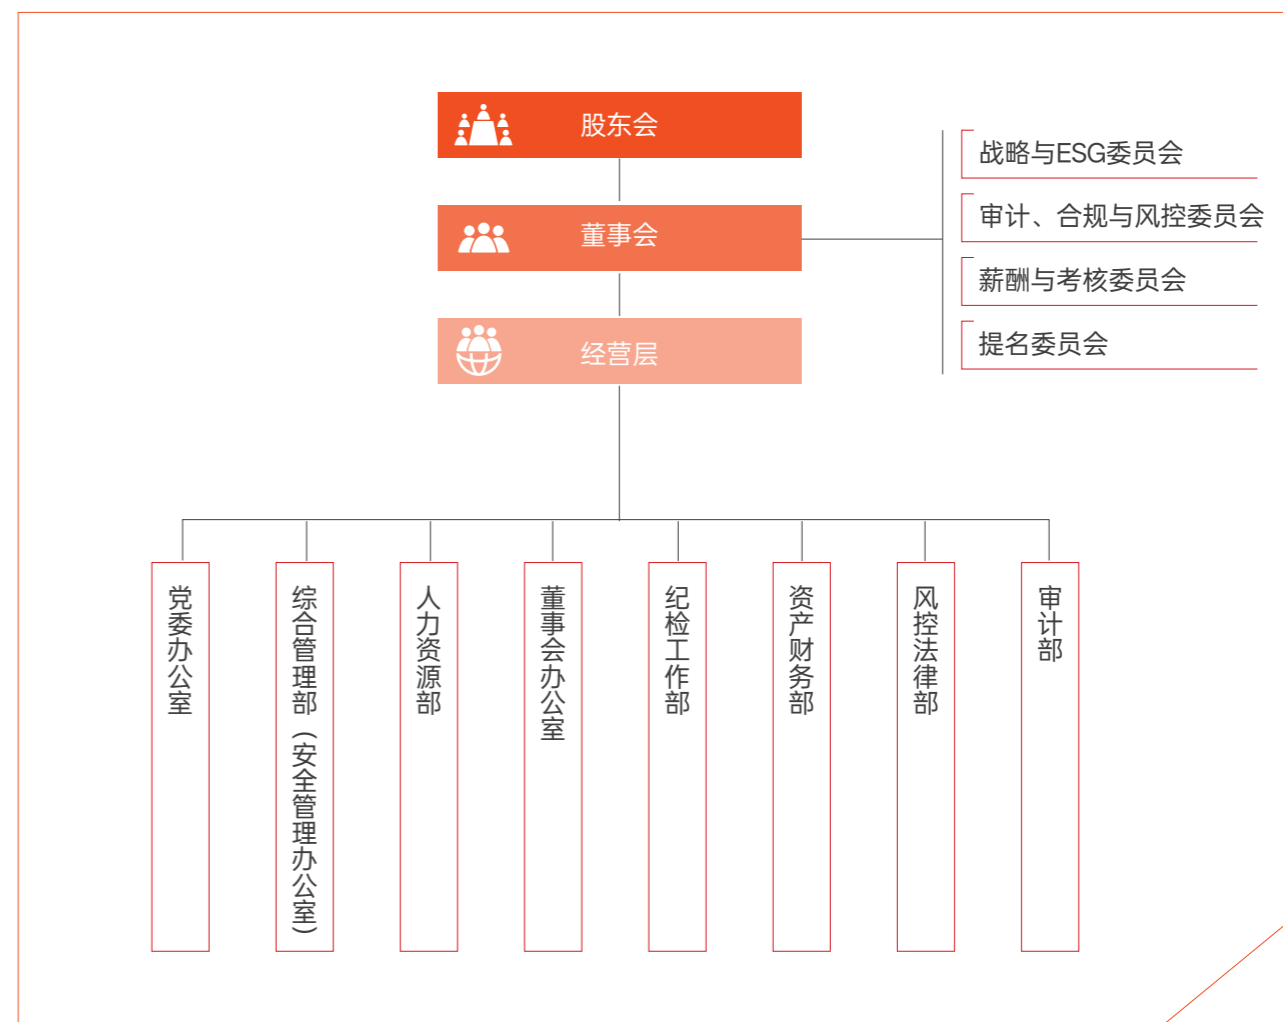 股东会
董事会
经营层
战略与ESG委员会
审计、合规与风控委员会
薪酬与考核委员会
提名委员会
党委办公室
综合管理部（安全管理办公室）
人力资源部
董事会办公室
纪检工作部
资产财务部
风控法律部
审计部